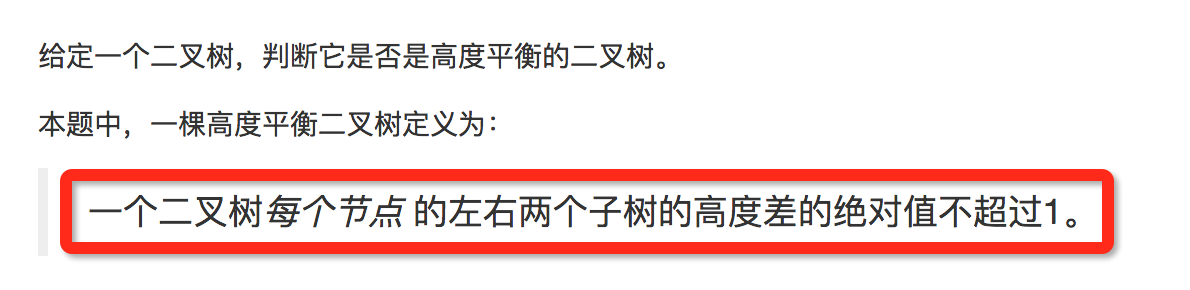 给定一个二叉树，判断它是否是高度平衡的二叉树。
本题中，一棵高度平衡二叉树定义为：
一个二叉树每个节点 的左右两个子树的高度差的绝对值不超过1。